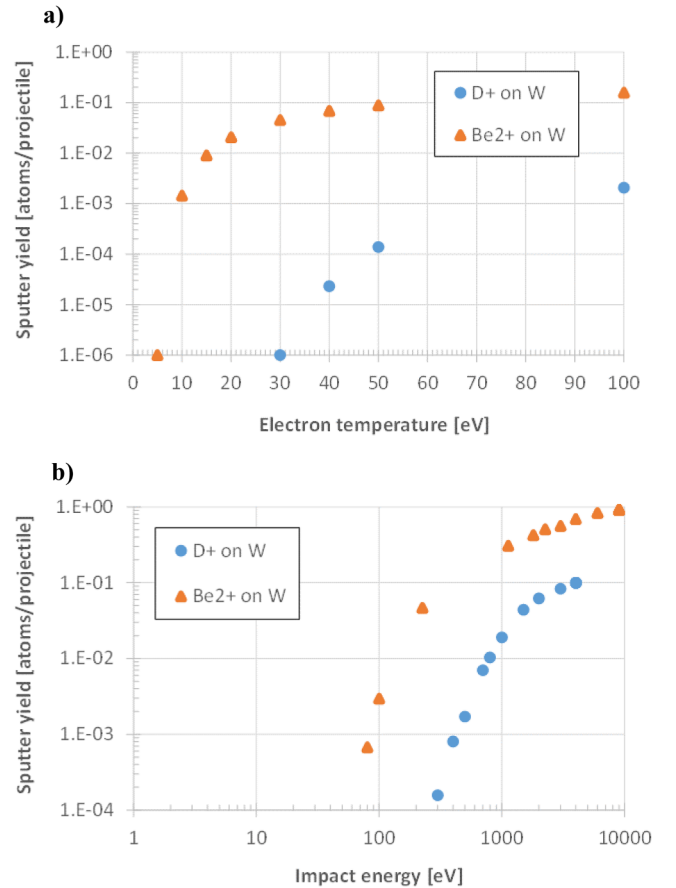 a)
Sputter yield [atoms/projectile]
1.E+00
1.E-01
1.E-02
1.E-03
1.E-04
1.E-05
1.E-06
D+ on W
Be2+ on W
0 10 20 30 40 50 60 70 80 90 100
Electron temperature [eV]
b)
Sputter yield [atoms/projectile]
1.E+00
1.E-01
1.E-02
1.E-03
1.E-04
D+ on W
Be2+ on W
1 10 100 1000 10000
Impact energy [eV]